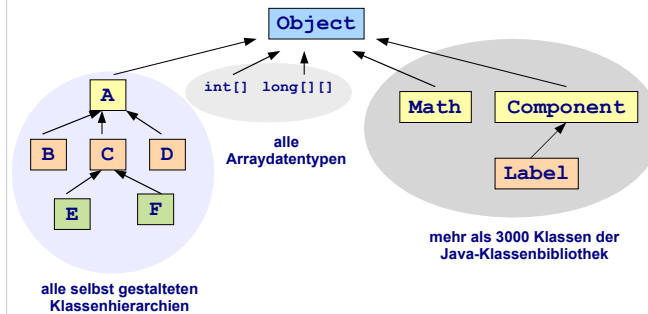 Object
int[] long[][]
A
Math Component
alle
Arraydatentypen
B C D
Label
E F
mehr als 3000 Klassen der
Java-Klassenbibliothek
alle selbst gestalteten
Klassenhierarchien